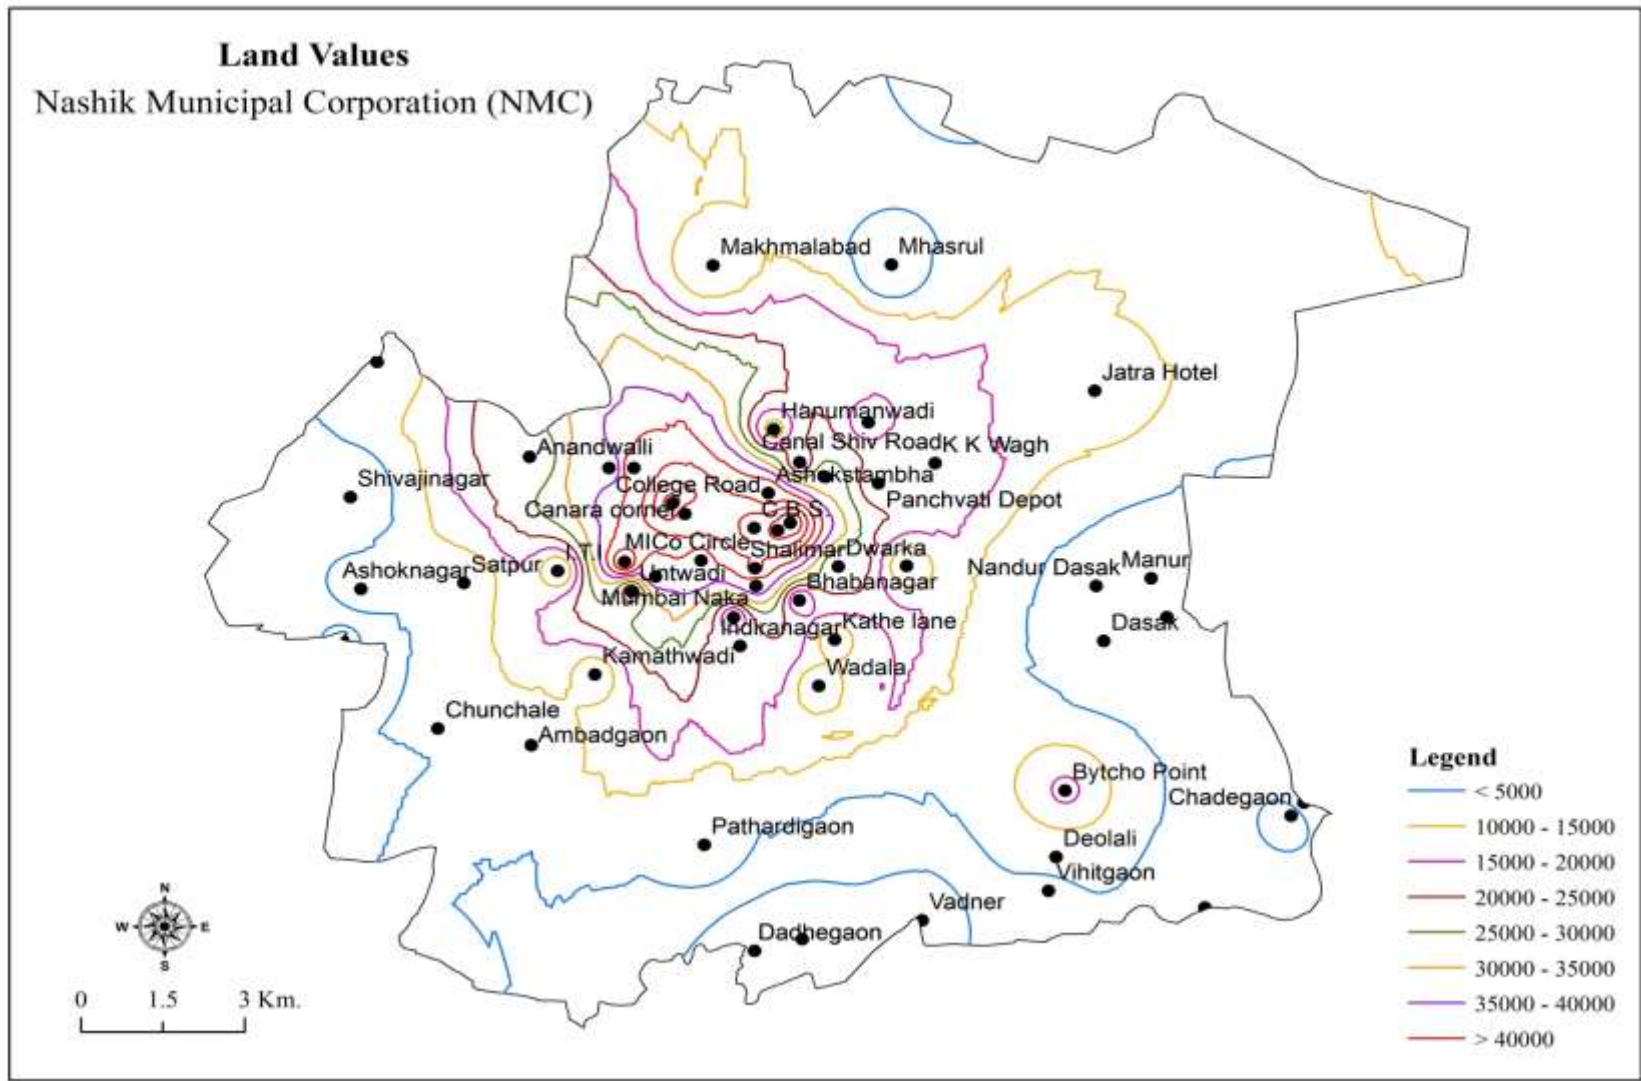 Land Values
Nashik Municipal Corporation (NMC)
Makhmalabad
Mhasrul
Jatra Hotel
Hanumanwadi
Canal Shiv Road
K K Wagh
Anandwalli
Shivajinagar
College Road
Ashokstambha
Panchvati Depot
Canara corner
C.B.S.
I.T.I.
MICo Circle
Shalimar
Dwarka
Ashoknagar
Satpur
Untwadi
Bhabanagar
Nandur Dasak
Manur
Mumbai Naka
Indiranagar
Kathe lane
Dasak
Kamathwadi
Wadala
Chunchale
Ambadgaon
Bytcho Point
Chadegaon
Pathardigaon
Deolali
Vihitgaon
Vadner
Dadhegaon
N
W
E
S
0 1.5 3 Km.
Legend
< 5000
10000 - 15000
15000 - 20000
20000 - 25000
25000 - 30000
30000 - 35000
35000 - 40000
> 40000